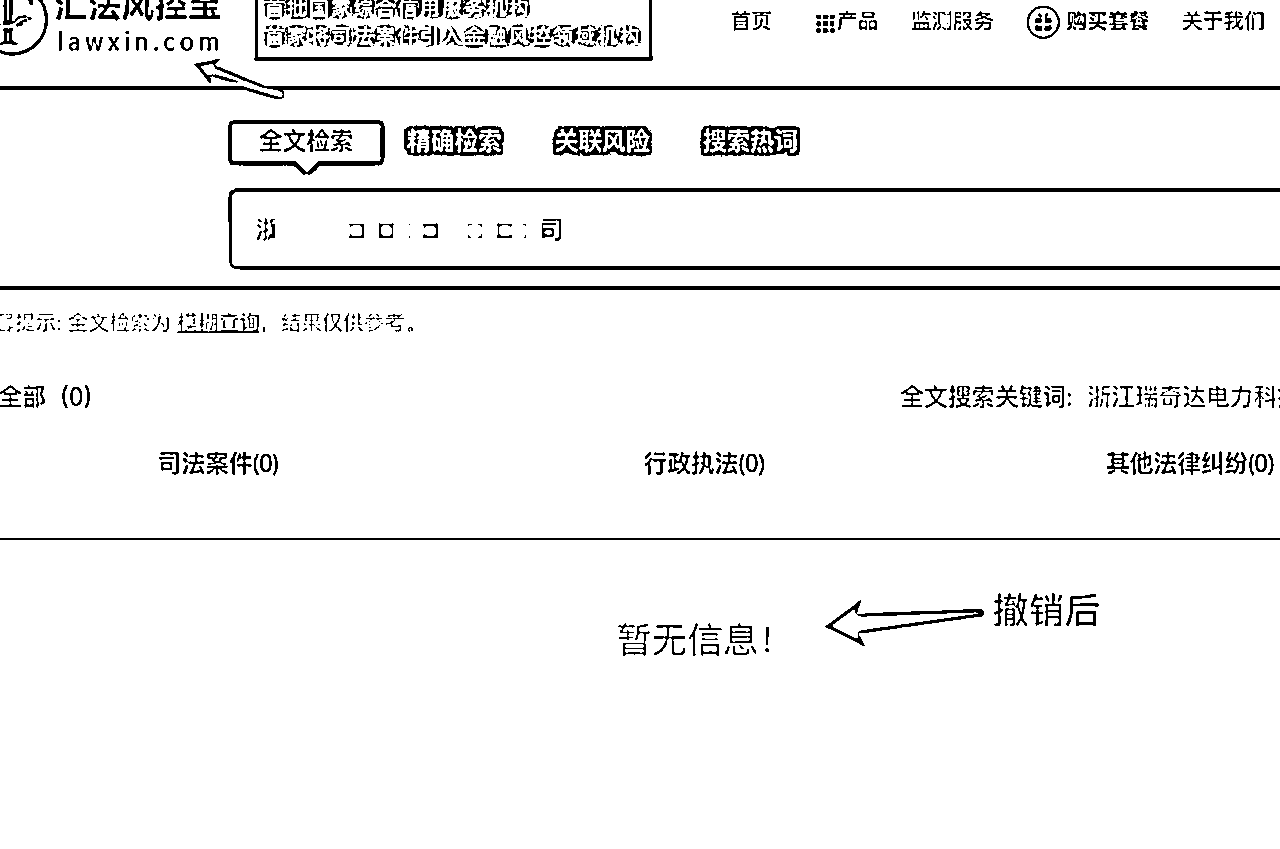 汇法风控宝
lawxin.com
首批国家综合信用服务机构
首家将司法案件引入金融风控领域机构
首页 产品 监测服务 购买套餐 关于我们
全文检索 精确检索 关联风险 搜索热词
浙 司
提示: 全文检索为 模糊查询，结果仅供参考。
全部 (0) 全文搜索关键词: 浙江瑞奇达电力科
司法案件(0) 行政执法(0) 其他法律纠纷(0)
撤销后
暂无信息!